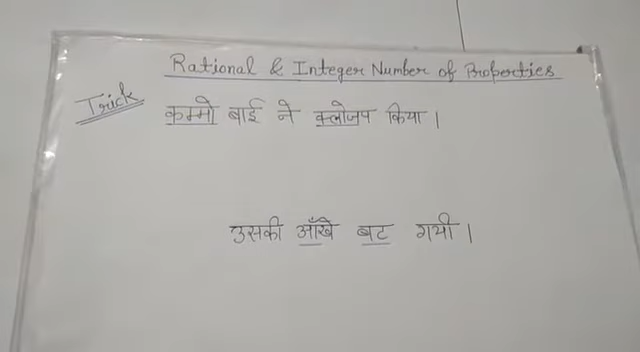 Rational & Integer Number of Properties
Trick
कम्मो बाई ने क्लोजप किया।
उसकी आँखे बट गयी।